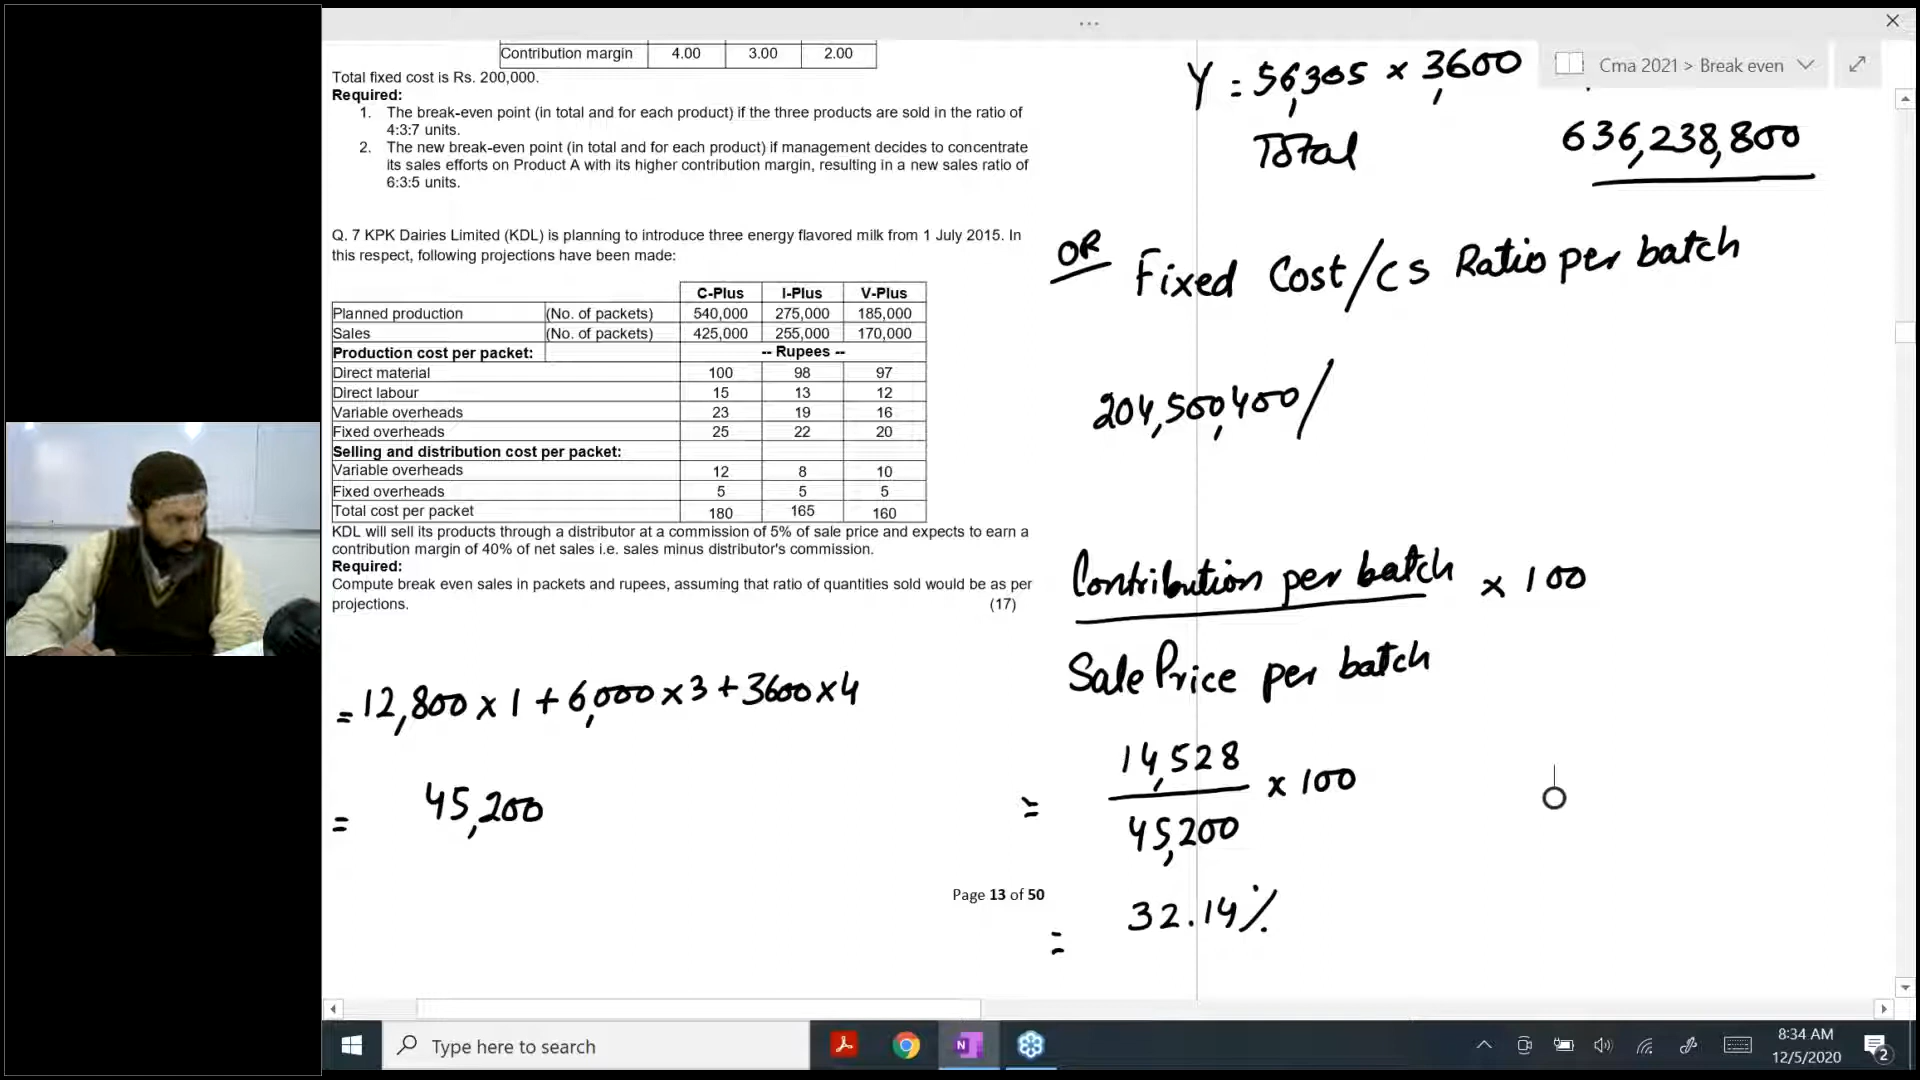 Contribution margin 4.00 3.00 2.00
Total fixed cost is Rs. 200,000.
Required:
1. The break-even point (in total and for each product) if the three products are sold in the ratio of
4:3:7 units.
2. The new break-even point (in total and for each product) if management decides to concentrate
its sales efforts on Product A with its higher contribution margin, resulting in a new sales ratio of
6:3:5 units.
Q. 7 KPK Dairies Limited (KDL) is planning to introduce three energy flavored milk from 1 July 2015. In
this respect, following projections have been made:
C-Plus I-Plus V-Plus
Planned production (No. of packets) 540,000 275,000 185,000
Sales (No. of packets) 425,000 255,000 170,000
Production cost per packet: -- Rupees --
Direct material 100 98 97
Direct labour 15 13 12
Variable overheads 23 19 16
Fixed overheads 25 22 20
Selling and distribution cost per packet:
Variable overheads 12 8 10
Fixed overheads 5 5 5
Total cost per packet 180 165 160
KDL will sell its products through a distributor at a commission of 5% of sale price and expects to earn a
contribution margin of 40% of net sales i.e. sales minus distributor's commission.
Required:
Compute break even sales in packets and rupees, assuming that ratio of quantities sold would be as per
projections. (17)
= 12,800 x 1 + 6,000 x 3 + 3600 x 4
= 45,200
Page 13 of 50
Y = 56,305 x 3,600
Total 636,238,800
OR Fixed Cost/CS Ratio per batch
204,500,400/
Contribution per batch x 100
Sale Price per batch
= 14,528 x 100
45,200
= 32.14%
Cma 2021 > Break even
Type here to search
8:34 AM
12/5/2020
2